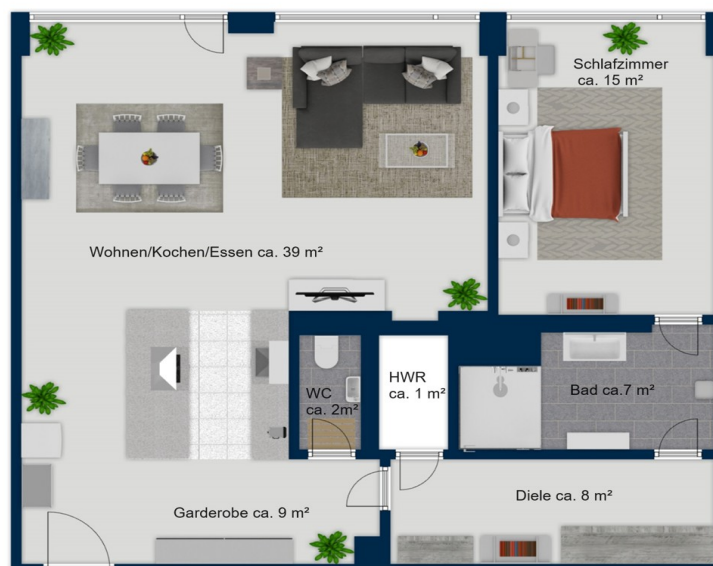 Schlafzimmer
ca. 15 m²
Wohnen/Kochen/Essen ca. 39 m²
WC
ca. 2m²
HWR
ca. 1 m²
Bad ca.7 m²
Garderobe ca. 9 m²
Diele ca. 8 m²